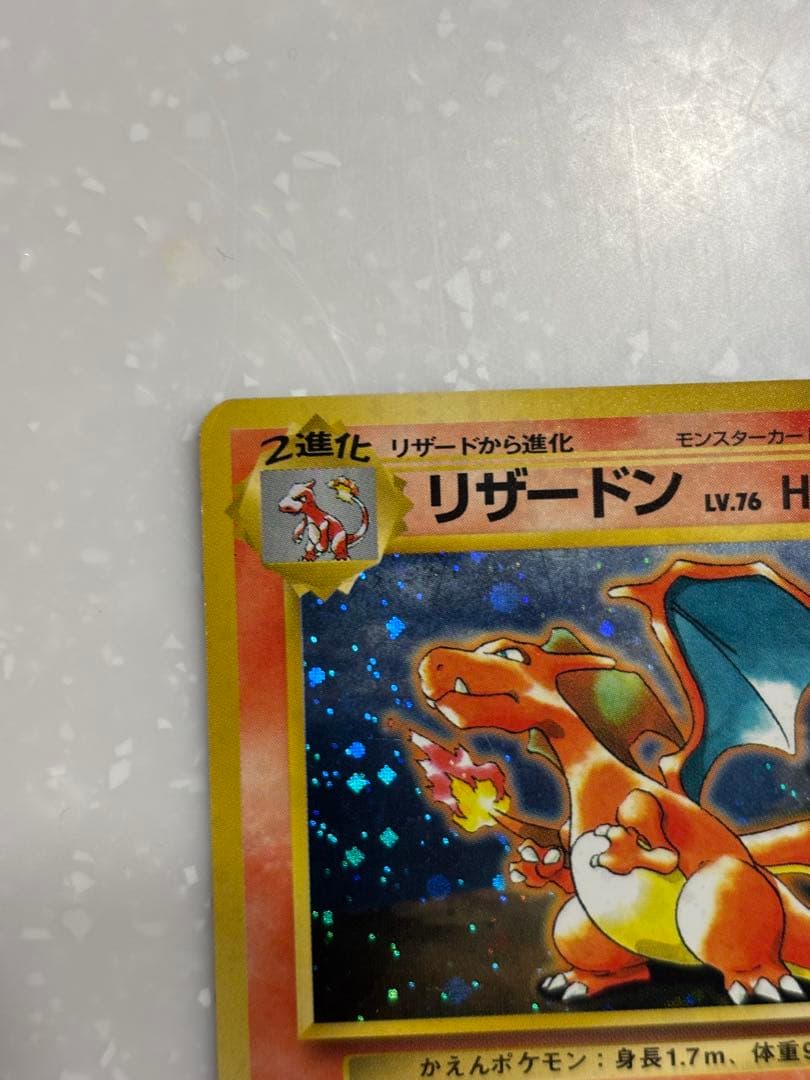 2進化 リザードから進化 モンスターカー
リザードン LV.76 H
かえんポケモン：身長1.7m、体重9